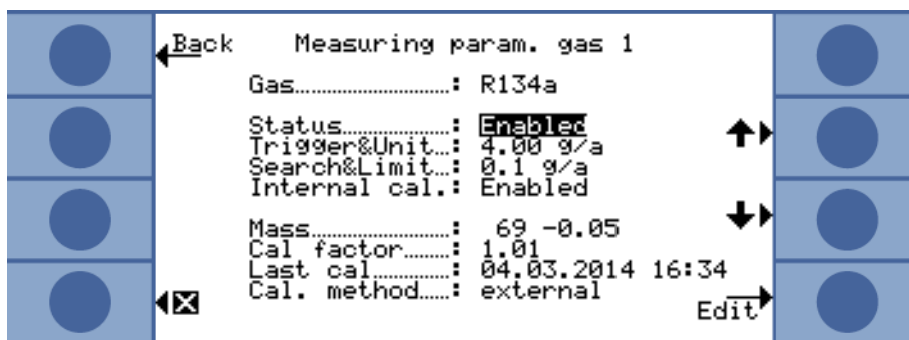 Back Measuring param. gas 1
Gas..........................: R134a
Status..................: Enabled
Trigger&Unit...: 4.00 g/a
Search&Limit...: 0.1 g/a
Internal cal.: Enabled
Mass.......................: 69 -0.05
Cal factor........: 1.01
Last cal.............: 04.03.2014 16:34
Cal. method......: external
Edit